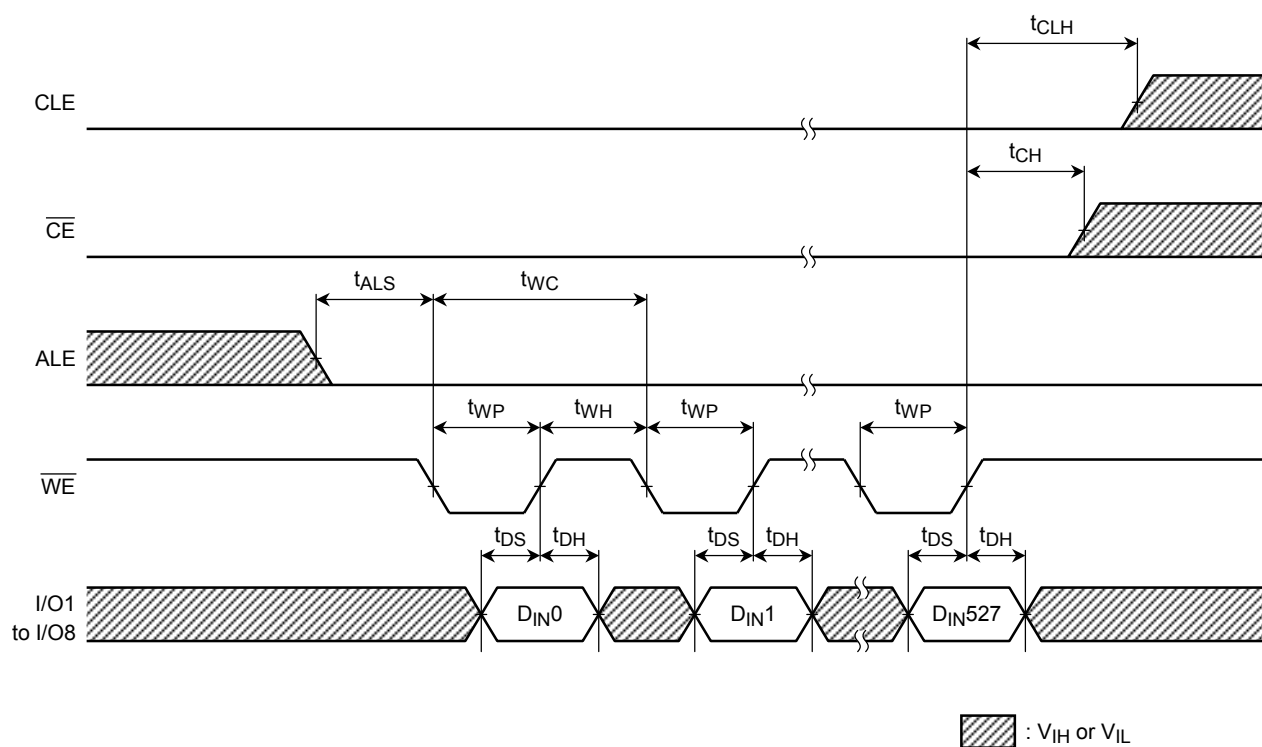 tCLH
CLE
tCH
CE
tALS
tWC
ALE
tWP
tWH
tWP
tWP
WE
tDS
tDH
tDS
tDH
tDS
tDH
I/O1
to I/O8
DIN0
DIN1
DIN527
: VIH or VIL